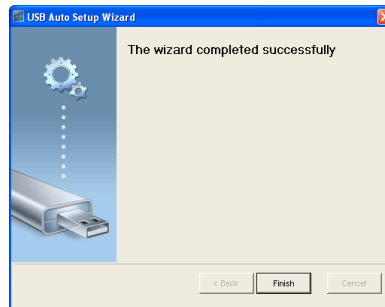 USB Auto Setup Wizard
The wizard completed successfully
< Back Finish Cancel